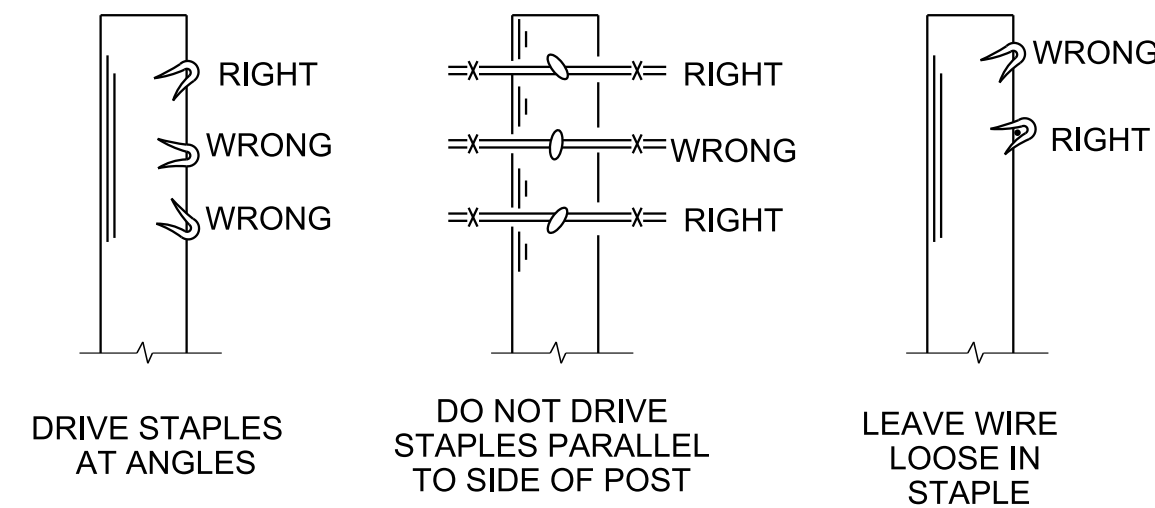 RIGHT
WRONG
WRONG
DRIVE STAPLES
AT ANGLES
RIGHT
WRONG
RIGHT
DO NOT DRIVE
STAPLES PARALLEL
TO SIDE OF POST
WRONG
RIGHT
LEAVE WIRE
LOOSE IN
STAPLE